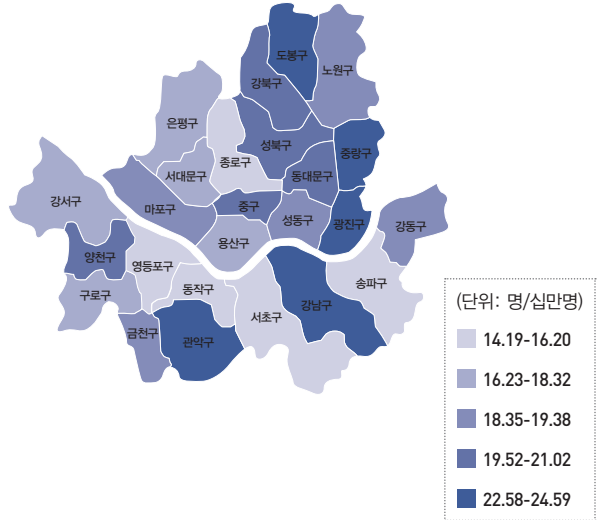 도봉구
노원구
강북구
은평구
성북구
종로구
중랑구
서대문구
동대문구
강서구
마포구
중구
성동구
광진구
강동구
용산구
양천구
영등포구
송파구
동작구
구로구
강남구
서초구
금천구
관악구
(단위: 명/십만명)
14.19-16.20
16.23-18.32
18.35-19.38
19.52-21.02
22.58-24.59